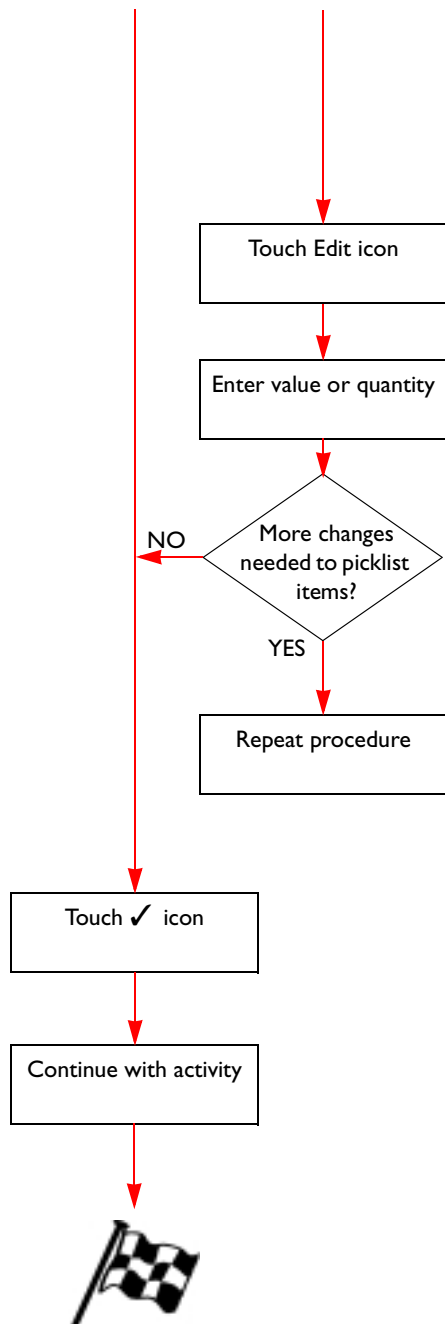 Touch Edit icon
Enter value or quantity
More changes
needed to picklist
items?
NO
YES
Repeat procedure
Touch ✓ icon
Continue with activity